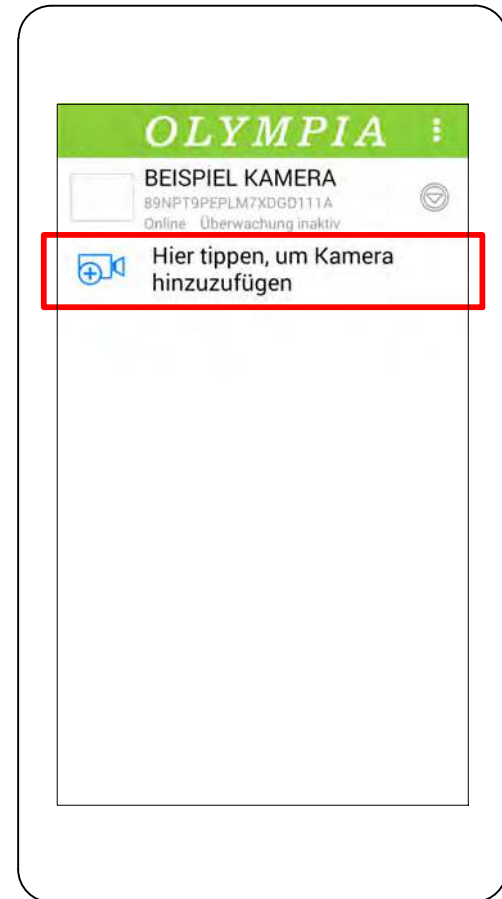 OLYMPIA
BEISPIEL KAMERA
89NPT9PEPLM7XDGD111A
Online Überwachung inaktiv
Hier tippen, um Kamera
hinzuzufügen